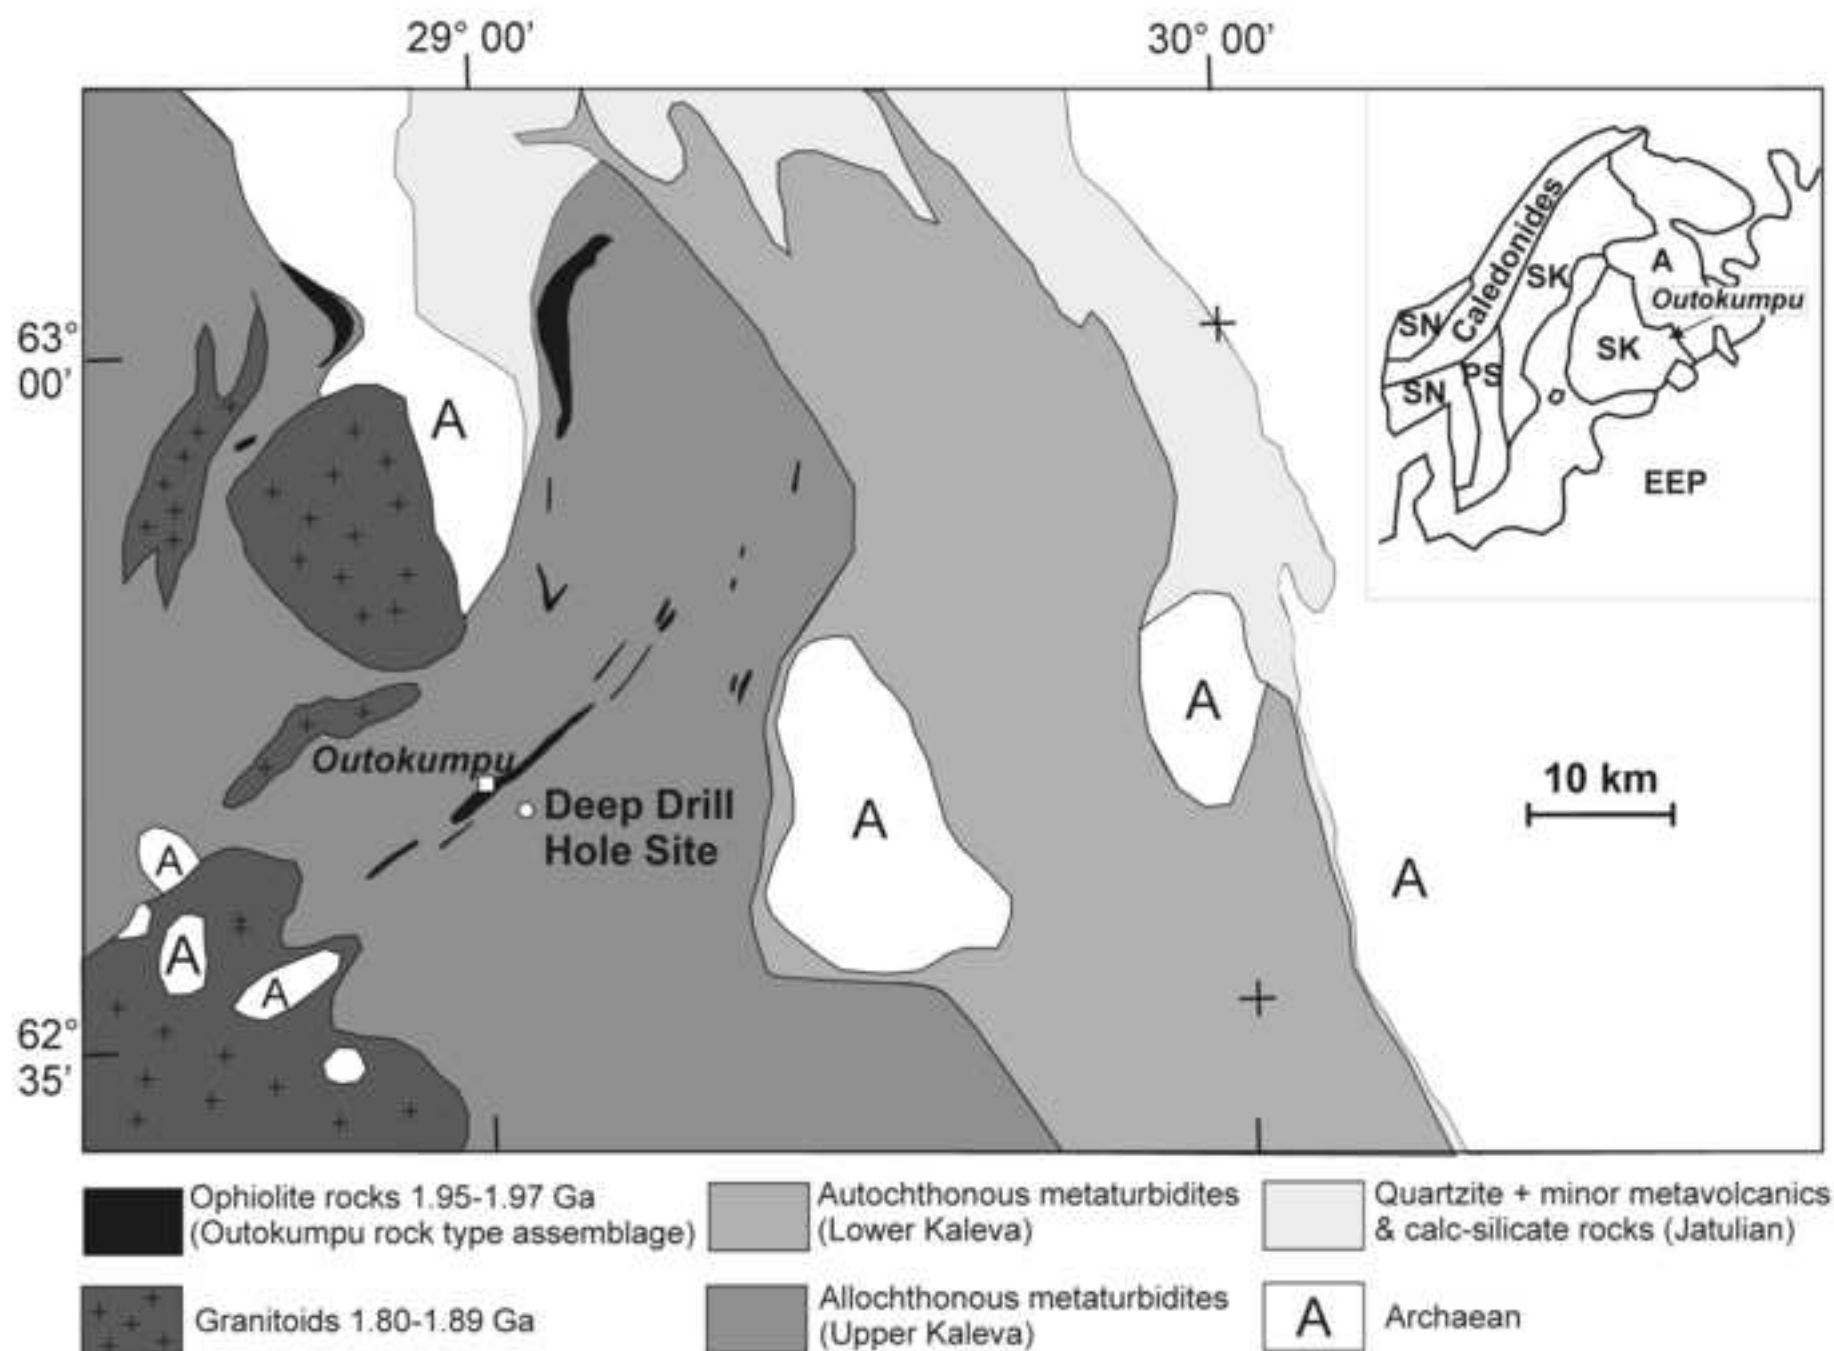 29° 00’
30° 00’
63°
00’
62°
35’
A
A
A
A
A
A
A
Outokumpu
Deep Drill
Hole Site
10 km
Caledonides
SK
A
Outokumpu
SN
SK
PS
SN
EEP
Ophiolite rocks 1.95-1.97 Ga
(Outokumpu rock type assemblage)
Autochthonous metaturbidites
(Lower Kaleva)
Quartzite + minor metavolcanics
& calc-silicate rocks (Jatulian)
Granitoids 1.80-1.89 Ga
Allochthonous metaturbidites
(Upper Kaleva)
A
Archaean